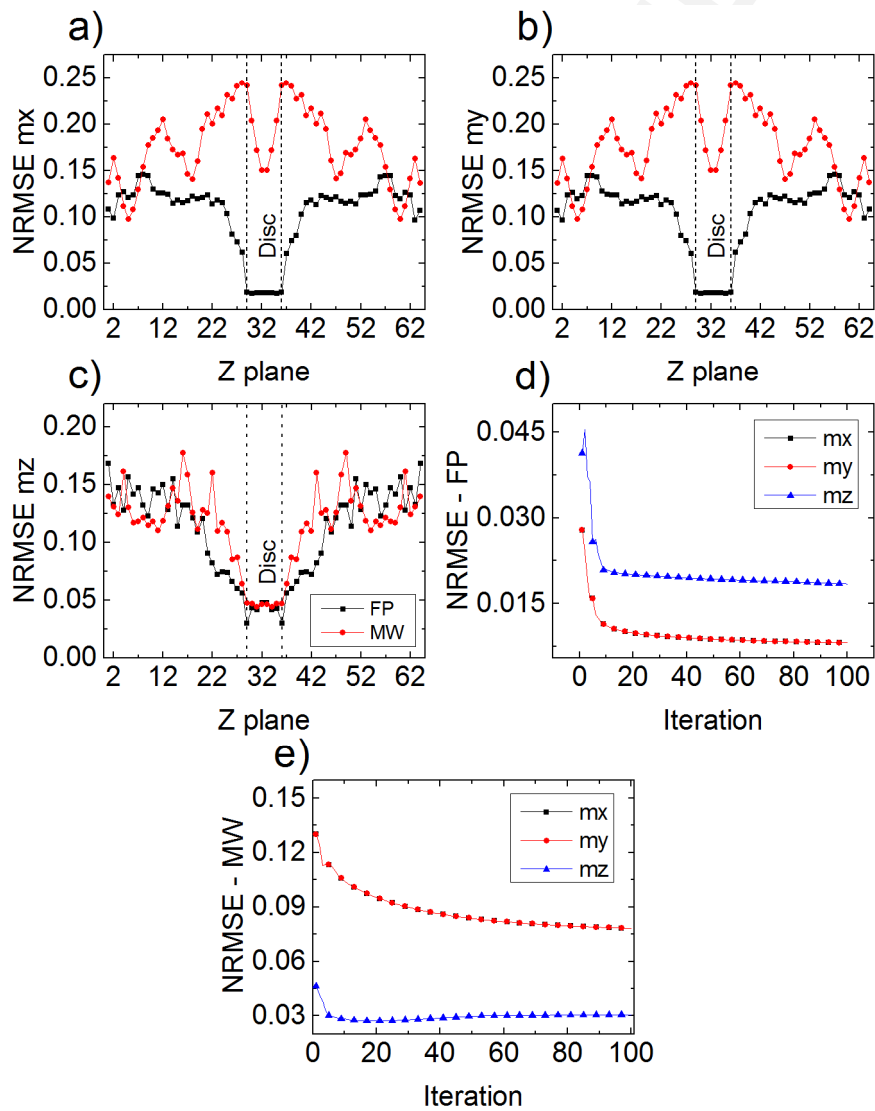 a)
NRMSE mx
0.25
0.20
0.15
0.10
0.05
0.00
Disc
2 12 22 32 42 52 62
Z plane
b)
NRMSE my
0.25
0.20
0.15
0.10
0.05
0.00
Disc
2 12 22 32 42 52 62
Z plane
c)
NRMSE mz
0.20
0.15
0.10
0.05
0.00
Disc
FP
MW
2 12 22 32 42 52 62
Z plane
d)
NRMSE - FP
0.045
0.030
0.015
mx
my
mz
0 20 40 60 80 100
Iteration
e)
NRMSE - MW
0.15
0.12
0.09
0.06
0.03
mx
my
mz
0 20 40 60 80 100
Iteration